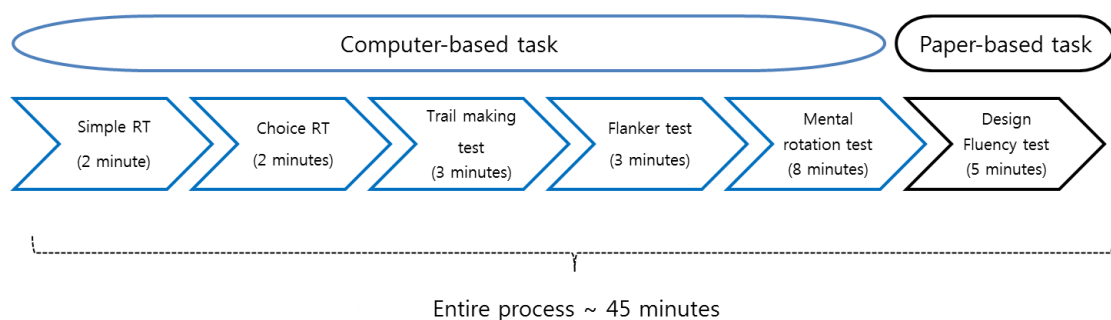 Computer-based task
Paper-based task
Simple RT
(2 minute)
Choice RT
(2 minutes)
Trail making
test
(3 minutes)
Flanker test
(3 minutes)
Mental
rotation test
(8 minutes)
Design
Fluency test
(5 minutes)
Entire process ~ 45 minutes